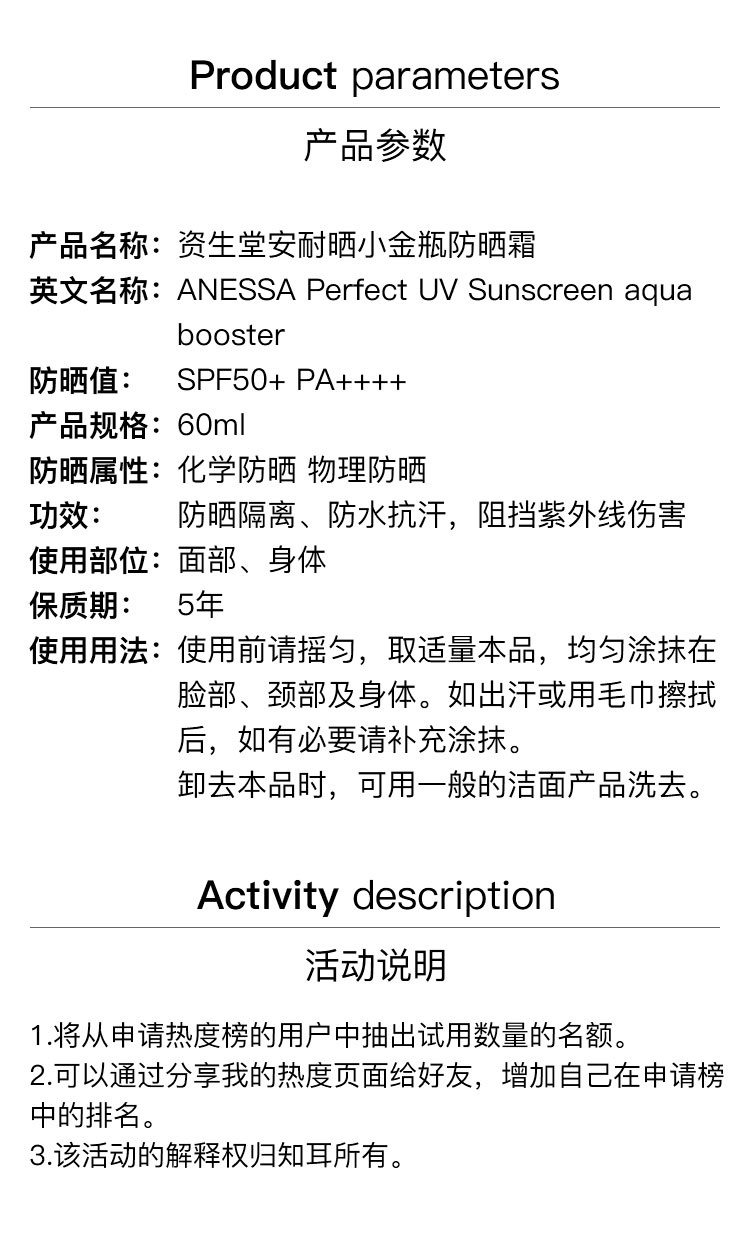 Product parameters
产品参数
产品名称：资生堂安耐晒小金瓶防晒霜
英文名称：ANESSA Perfect UV Sunscreen aqua
booster
防晒值： SPF50+ PA++++
产品规格：60ml
防晒属性：化学防晒 物理防晒
功效： 防晒隔离、防水抗汗，阻挡紫外线伤害
使用部位：面部、身体
保质期： 5年
使用用法：使用前请摇匀，取适量本品，均匀涂抹在
脸部、颈部及身体。如出汗或用毛巾擦拭
后，如有必要请补充涂抹。
卸去本品时，可用一般的洁面产品洗去。
Activity description
活动说明
1.将从申请热度榜的用户中抽出试用数量的名额。
2.可以通过分享我的热度页面给好友，增加自己在申请榜
中的排名。
3.该活动的解释权归知耳所有。